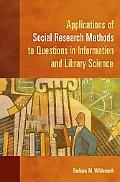 Applications of
Social Research Methods
to Questions in Information
and Library Science
Barbara M. Wildemuth